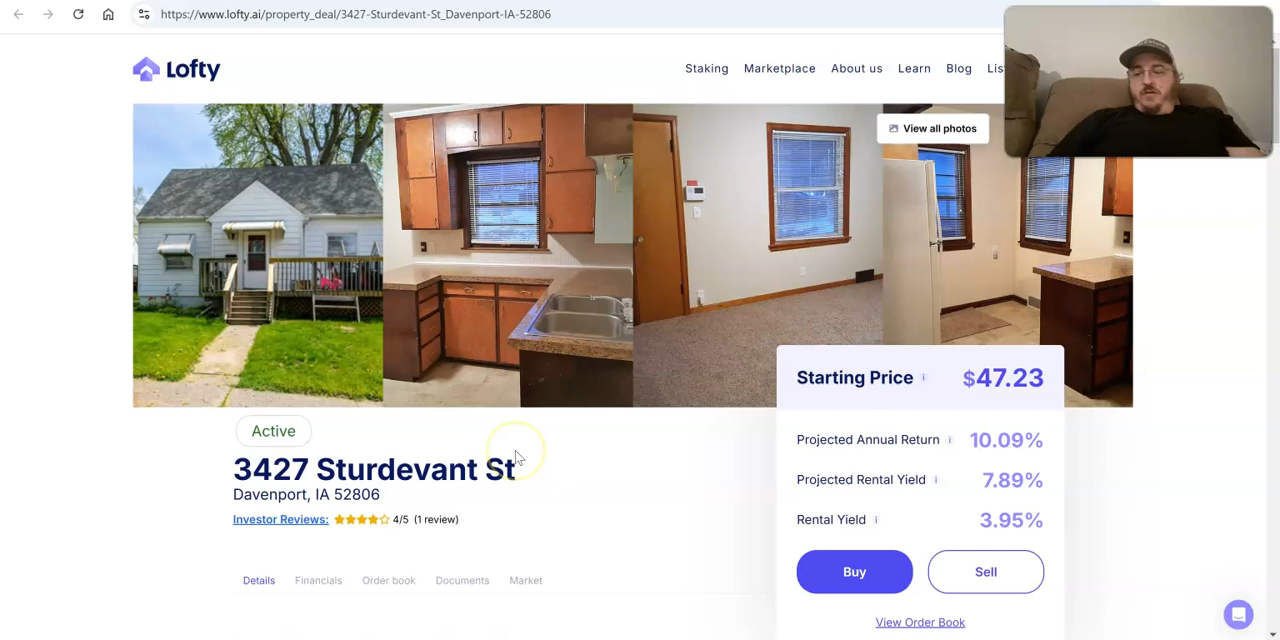 https://www.lofty.ai/property_deal/3427-Sturdevant-St_Davenport-IA-52806
Lofty
Staking Marketplace About us Learn Blog
View all photos
Starting Price $47.23
Projected Annual Return 10.09%
Projected Rental Yield 7.89%
Rental Yield 3.95%
Buy Sell
View Order Book
Active
3427 Sturdevant St
Davenport, IA 52806
Investor Reviews: 4/5 (1 review)
Details Financials Order book Documents Market